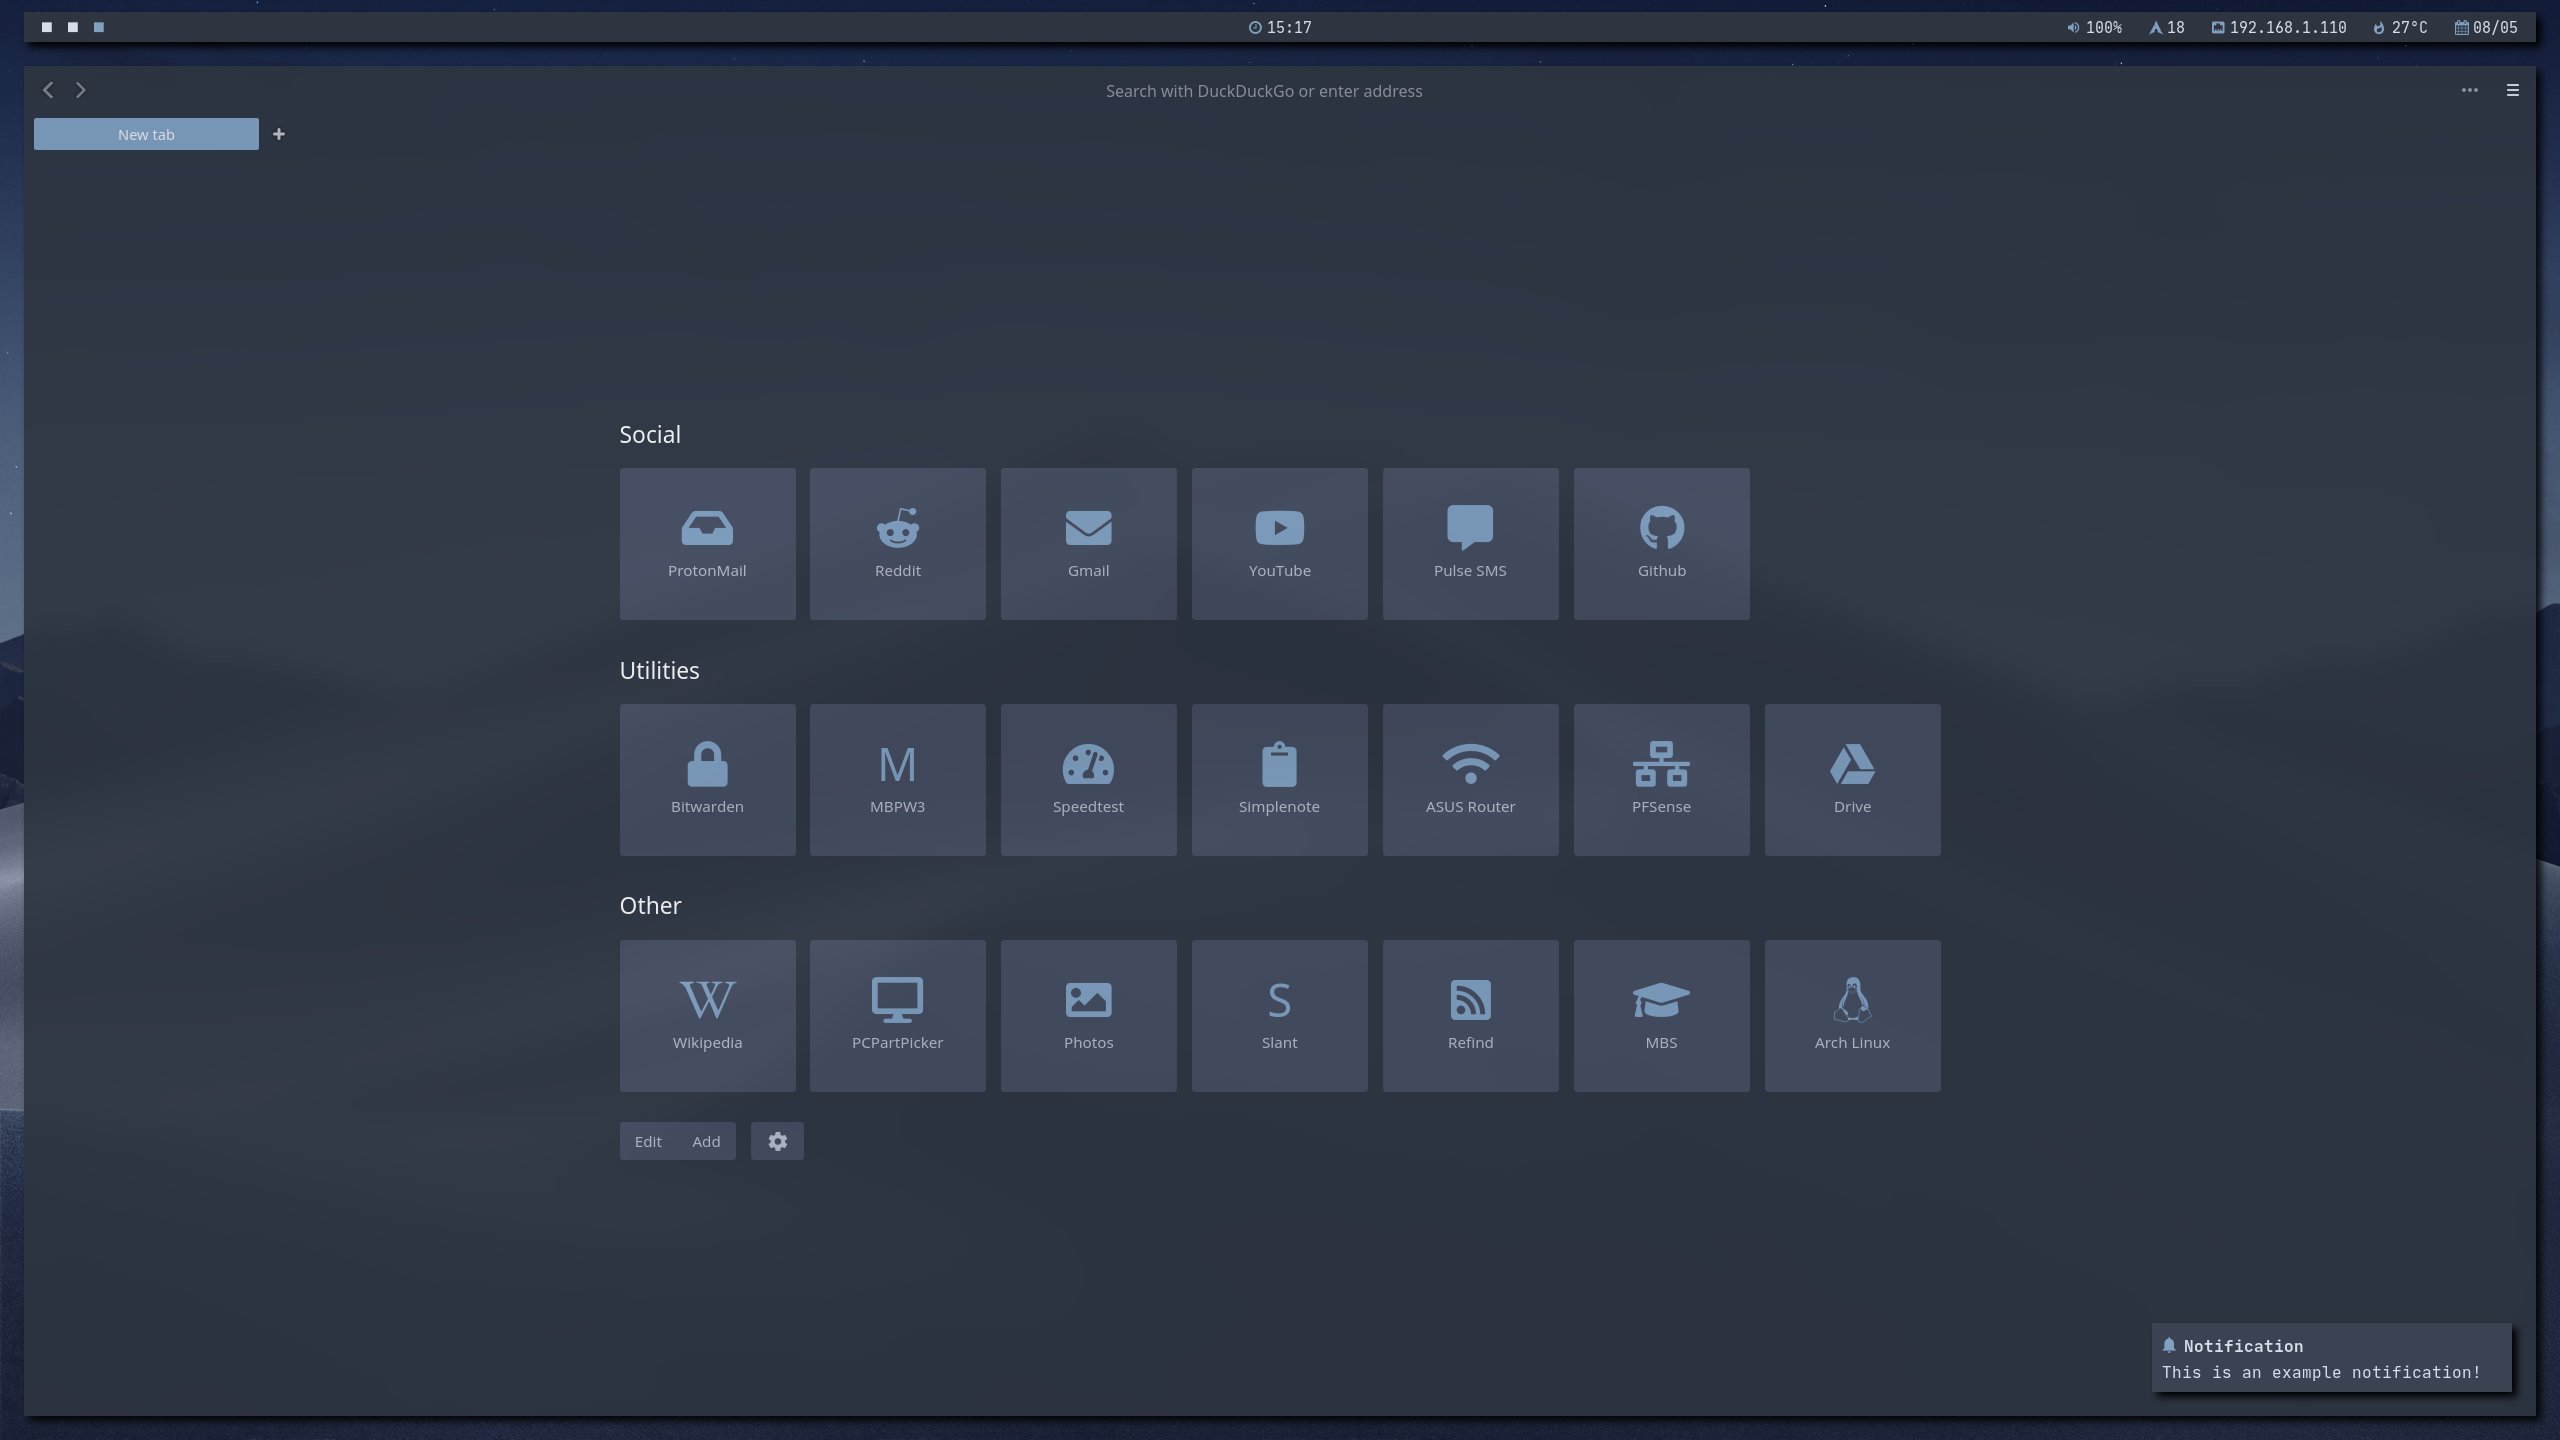 15:17
100% 18 192.168.1.110 27°C 08/05
Search with DuckDuckGo or enter address
New tab
Social
ProtonMail Reddit Gmail YouTube Pulse SMS Github
Utilities
M
Bitwarden MBPW3 Speedtest Simplenote ASUS Router PFSense Drive
Other
W S
Wikipedia PCPartPicker Photos Slant Refind MBS Arch Linux
Edit Add
Notification
This is an example notification!